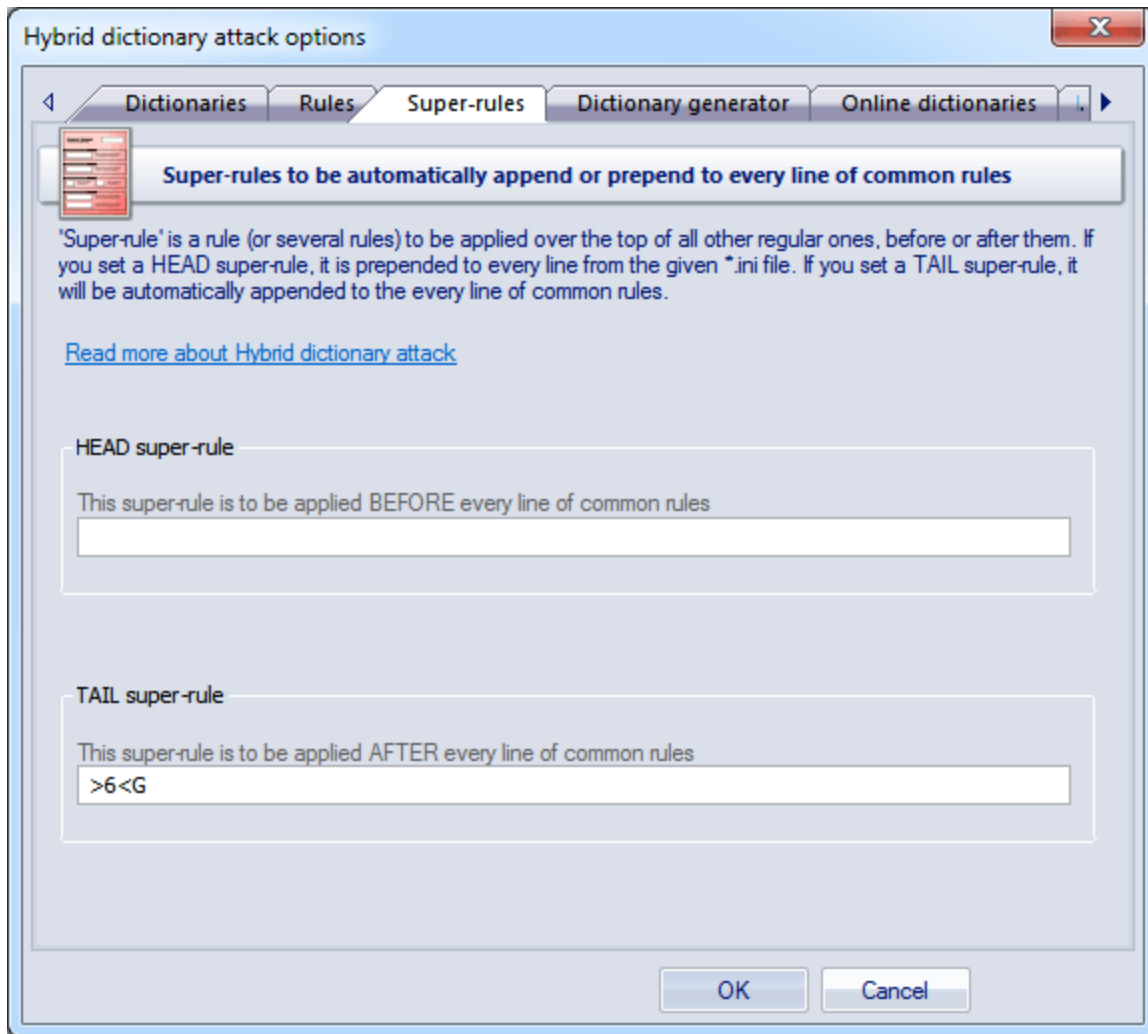 Hybrid dictionary attack options
Dictionaries
Rules
Super-rules
Dictionary generator
Online dictionaries
Super-rules to be automatically append or prepend to every line of common rules
'Super-rule' is a rule (or several rules) to be applied over the top of all other regular ones, before or after them. If
you set a HEAD super-rule, it is prepended to every line from the given *.ini file. If you set a TAIL super-rule, it
will be automatically appended to the every line of common rules.
Read more about Hybrid dictionary attack
HEAD super-rule
This super-rule is to be applied BEFORE every line of common rules
TAIL super-rule
This super-rule is to be applied AFTER every line of common rules
>6<G
OK
Cancel